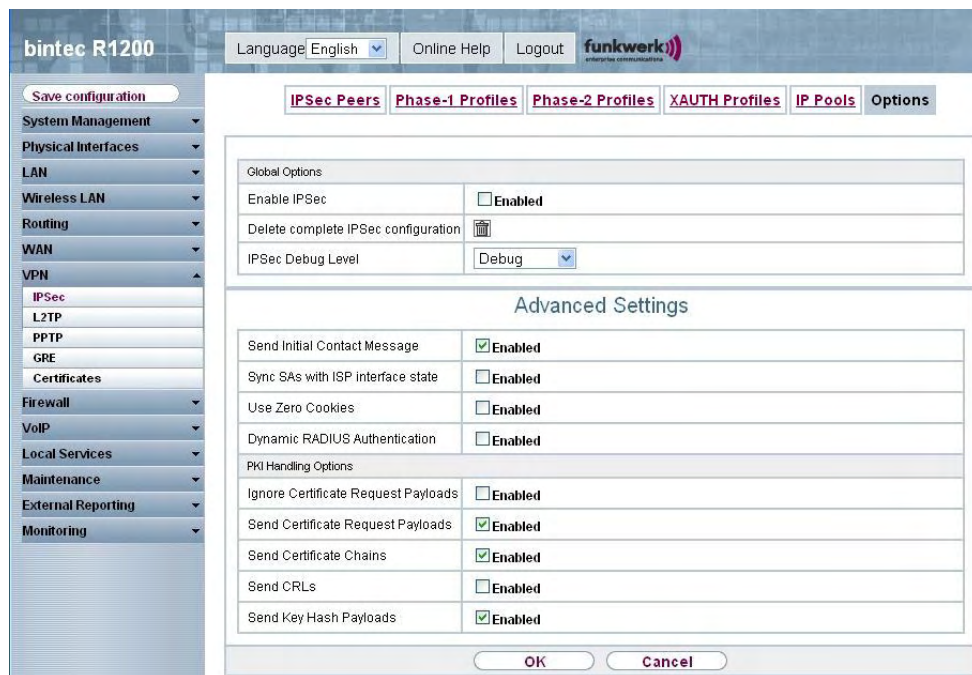 bintec R1200
Language English Online Help Logout funkwerk
enterprise communications
Save configuration
System Management
Physical Interfaces
LAN
Wireless LAN
Routing
WAN
VPN
IPSec
L2TP
PPTP
GRE
Certificates
Firewall
VoIP
Local Services
Maintenance
External Reporting
Monitoring
IPSec Peers Phase-1 Profiles Phase-2 Profiles XAUTH Profiles IP Pools Options
Global Options
Enable IPSec Enabled
Delete complete IPSec configuration
IPSec Debug Level Debug
Advanced Settings
Send Initial Contact Message Enabled
Sync SAs with ISP interface state Enabled
Use Zero Cookies Enabled
Dynamic RADIUS Authentication Enabled
PKI Handling Options
Ignore Certificate Request Payloads Enabled
Send Certificate Request Payloads Enabled
Send Certificate Chains Enabled
Send CRLs Enabled
Send Key Hash Payloads Enabled
OK Cancel